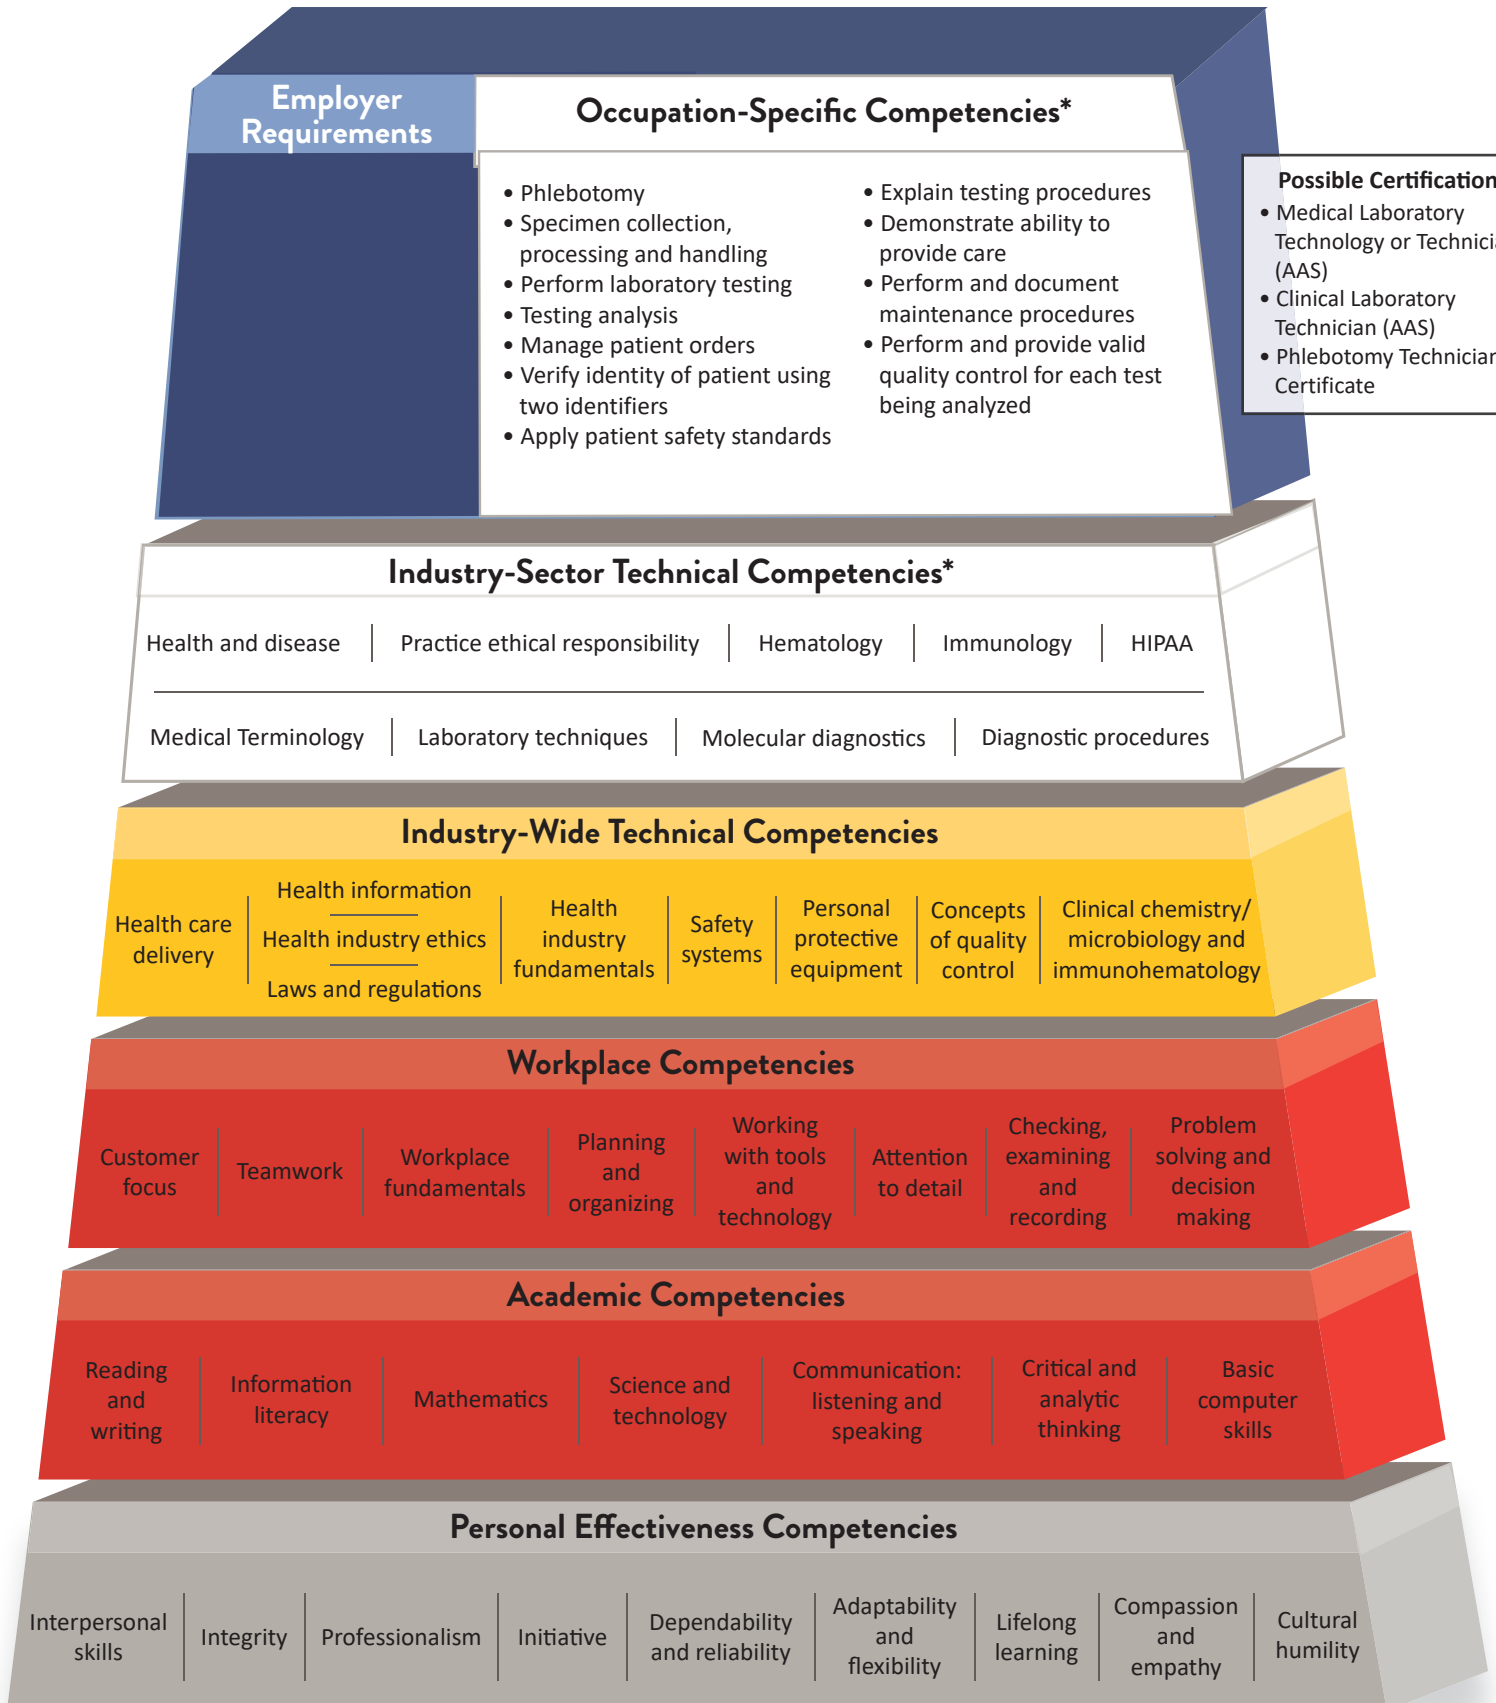 Employer
Requirements
Occupation-Specific Competencies*
• Phlebotomy
• Specimen collection,
processing and handling
• Perform laboratory testing
• Testing analysis
• Manage patient orders
• Verify identity of patient using
two identifiers
• Apply patient safety standards
• Explain testing procedures
• Demonstrate ability to
provide care
• Perform and document
maintenance procedures
• Perform and provide valid
quality control for each test
being analyzed
Possible Certification
• Medical Laboratory
Technology or
(AAS)
• Clinical Laboratory
Technician (AAS)
• Phlebotomy Technician
Certificate
Industry-Sector Technical Competencies*
Health and disease
Practice ethical responsibility
Hematology
Immunology
HIPAA
Medical Terminology
Laboratory techniques
Molecular diagnostics
Diagnostic procedures
Industry-Wide Technical Competencies
Health care
delivery
Health information
Health industry ethics
Laws and regulations
Health
industry
fundamentals
Safety
systems
Personal
protective
equipment
Concepts
of quality
control
Clinical chemistry/
microbiology and
immunohematology
Workplace Competencies
Customer
focus
Teamwork
Workplace
fundamentals
Planning
and
organizing
Working
with tools
and
technology
Attention
to detail
Checking,
examining
and
recording
Problem
solving and
decision
making
Academic Competencies
Reading
and
writing
Information
literacy
Mathematics
Science and
technology
Communication:
listening and
speaking
Critical and
analytic
thinking
Basic
computer
skills
Personal Effectiveness Competencies
Interpersonal
skills
Integrity
Professionalism
Initiative
Dependability
and reliability
Adaptability
and
flexibility
Lifelong
learning
Compassion
and
empathy
Cultural
humility